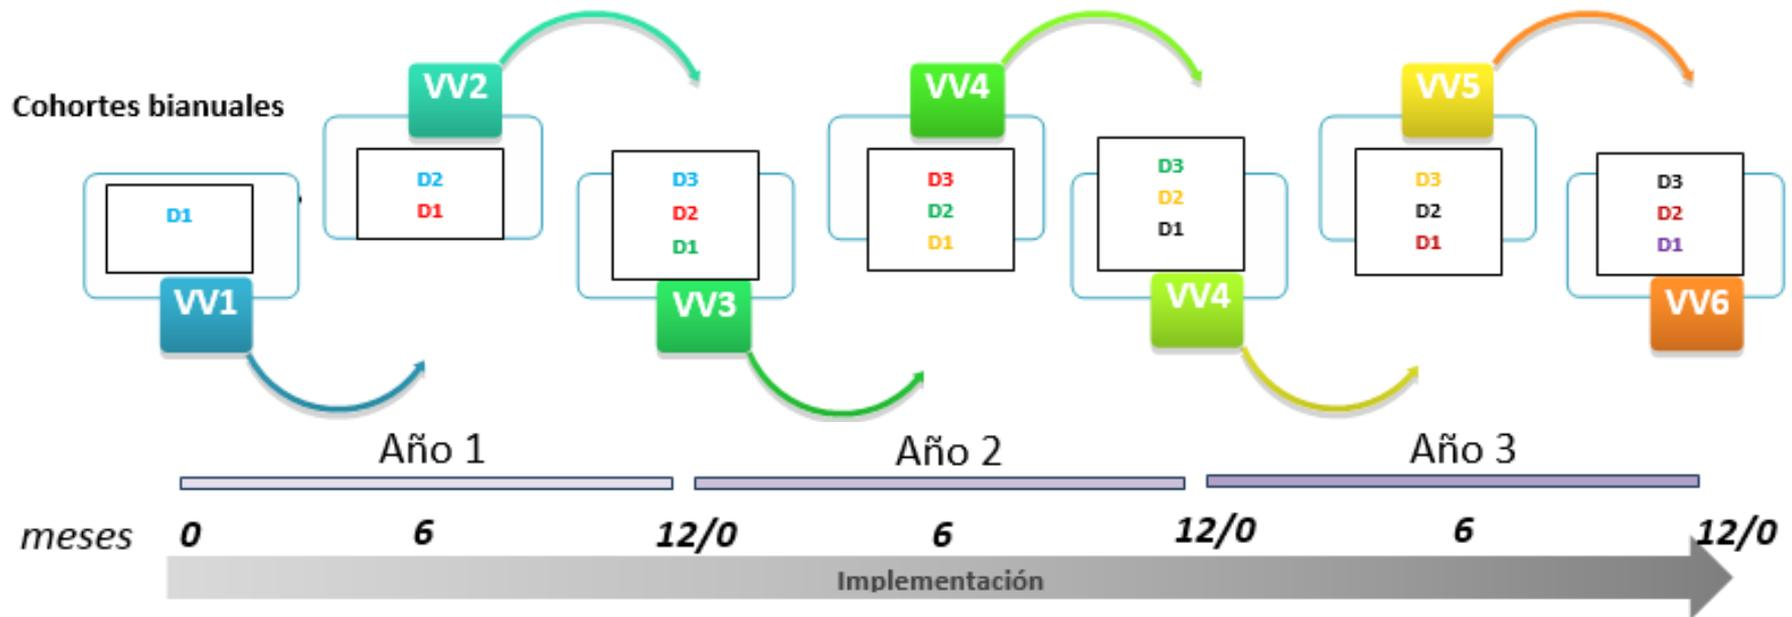 Cohortes bianuales
D1
VV1
VV2
D2
D1
D3
D2
D1
VV3
VV4
D3
D2
D1
D3
D2
D1
VV4
VV5
D3
D2
D1
D3
D2
D1
VV6
Año 1
Año 2
Año 3
meses 0 6 12/0 6 12/0 6 12/0
Implementación